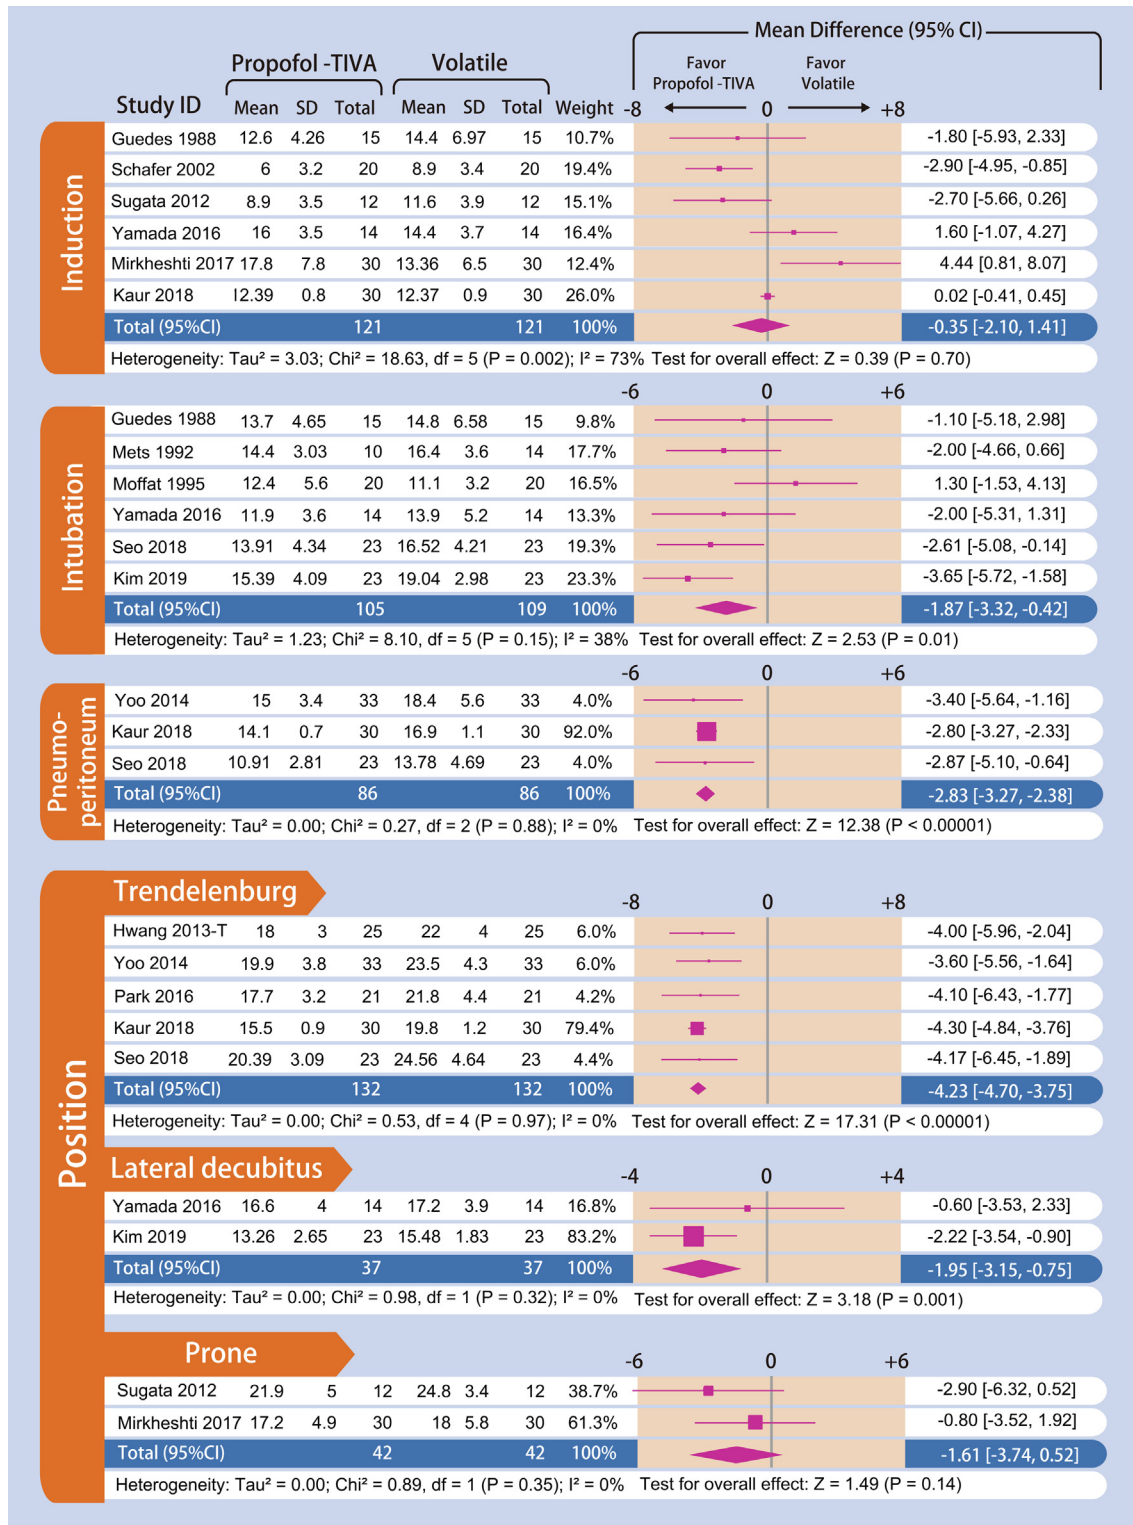 Mean Difference (95% CI)
Propofol -TIVA Volatile Favor Favor
Propofol -TIVA Volatile
Study ID Mean SD Total Mean SD Total Weight -8 0 +8
Induction
Guedes 1988 12.6 4.26 15 14.4 6.97 15 10.7% -1.80 [-5.93, 2.33]
Schafer 2002 6 3.2 20 8.9 3.4 20 19.4% -2.90 [-4.95, -0.85]
Sugata 2012 8.9 3.5 12 11.6 3.9 12 15.1% -2.70 [-5.66, 0.26]
Yamada 2016 16 3.5 14 14.4 3.7 14 16.4% 1.60 [-1.07, 4.27]
Mirkheshti 2017 17.8 7.8 30 13.36 6.5 30 12.4% 4.44 [0.81, 8.07]
Kaur 2018 12.39 0.8 30 12.37 0.9 30 26.0% 0.02 [-0.41, 0.45]
Total (95%CI) 121 121 100% -0.35 [-2.10, 1.41]
Heterogeneity: Tau² = 3.03; Chi² = 18.63, df = 5 (P = 0.002); I² = 73% Test for overall effect: Z = 0.39 (P = 0.70)
-6 0 +6
Intubation
Guedes 1988 13.7 4.65 15 14.8 6.58 15 9.8% -1.10 [-5.18, 2.98]
Mets 1992 14.4 3.03 10 16.4 3.6 14 17.7% -2.00 [-4.66, 0.66]
Moffat 1995 12.4 5.6 20 11.1 3.2 20 16.5% 1.30 [-1.53, 4.13]
Yamada 2016 11.9 3.6 14 13.9 5.2 14 13.3% -2.00 [-5.31, 1.31]
Seo 2018 13.91 4.34 23 16.52 4.21 23 19.3% -2.61 [-5.08, -0.14]
Kim 2019 15.39 4.09 23 19.04 2.98 23 23.3% -3.65 [-5.72, -1.58]
Total (95%CI) 105 109 100% -1.87 [-3.32, -0.42]
Heterogeneity: Tau² = 1.23; Chi² = 8.10, df = 5 (P = 0.15); I² = 38% Test for overall effect: Z = 2.53 (P = 0.01)
-6 0 +6
Pneumo-
peritoneum
Yoo 2014 15 3.4 33 18.4 5.6 33 4.0% -3.40 [-5.64, -1.16]
Kaur 2018 14.1 0.7 30 16.9 1.1 30 92.0% -2.80 [-3.27, -2.33]
Seo 2018 10.91 2.81 23 13.78 4.69 23 4.0% -2.87 [-5.10, -0.64]
Total (95%CI) 86 86 100% -2.83 [-3.27, -2.38]
Heterogeneity: Tau² = 0.00; Chi² = 0.27, df = 2 (P = 0.88); I² = 0% Test for overall effect: Z = 12.38 (P < 0.00001)
Position
Trendelenburg
-8 0 +8
Hwang 2013-T 18 3 25 22 4 25 6.0% -4.00 [-5.96, -2.04]
Yoo 2014 19.9 3.8 33 23.5 4.3 33 6.0% -3.60 [-5.56, -1.64]
Park 2016 17.7 3.2 21 21.8 4.4 21 4.2% -4.10 [-6.43, -1.77]
Kaur 2018 15.5 0.9 30 19.8 1.2 30 79.4% -4.30 [-4.84, -3.76]
Seo 2018 20.39 3.09 23 24.56 4.64 23 4.4% -4.17 [-6.45, -1.89]
Total (95%CI) 132 132 100% -4.23 [-4.70, -3.75]
Heterogeneity: Tau² = 0.00; Chi² = 0.53, df = 4 (P = 0.97); I² = 0% Test for overall effect: Z = 17.31 (P < 0.00001)
Lateral decubitus
-4 0 +4
Yamada 2016 16.6 4 14 17.2 3.9 14 16.8% -0.60 [-3.53, 2.33]
Kim 2019 13.26 2.65 23 15.48 1.83 23 83.2% -2.22 [-3.54, -0.90]
Total (95%CI) 37 37 100% -1.95 [-3.15, -0.75]
Heterogeneity: Tau² = 0.00; Chi² = 0.98, df = 1 (P = 0.32); I² = 0% Test for overall effect: Z = 3.18 (P = 0.001)
Prone
-6 0 +6
Sugata 2012 21.9 5 12 24.8 3.4 12 38.7% -2.90 [-6.32, 0.52]
Mirkheshti 2017 17.2 4.9 30 18 5.8 30 61.3% -0.80 [-3.52, 1.92]
Total (95%CI) 42 42 100% -1.61 [-3.74, 0.52]
Heterogeneity: Tau² = 0.00; Chi² = 0.89, df = 1 (P = 0.35); I² = 0% Test for overall effect: Z = 1.49 (P = 0.14)